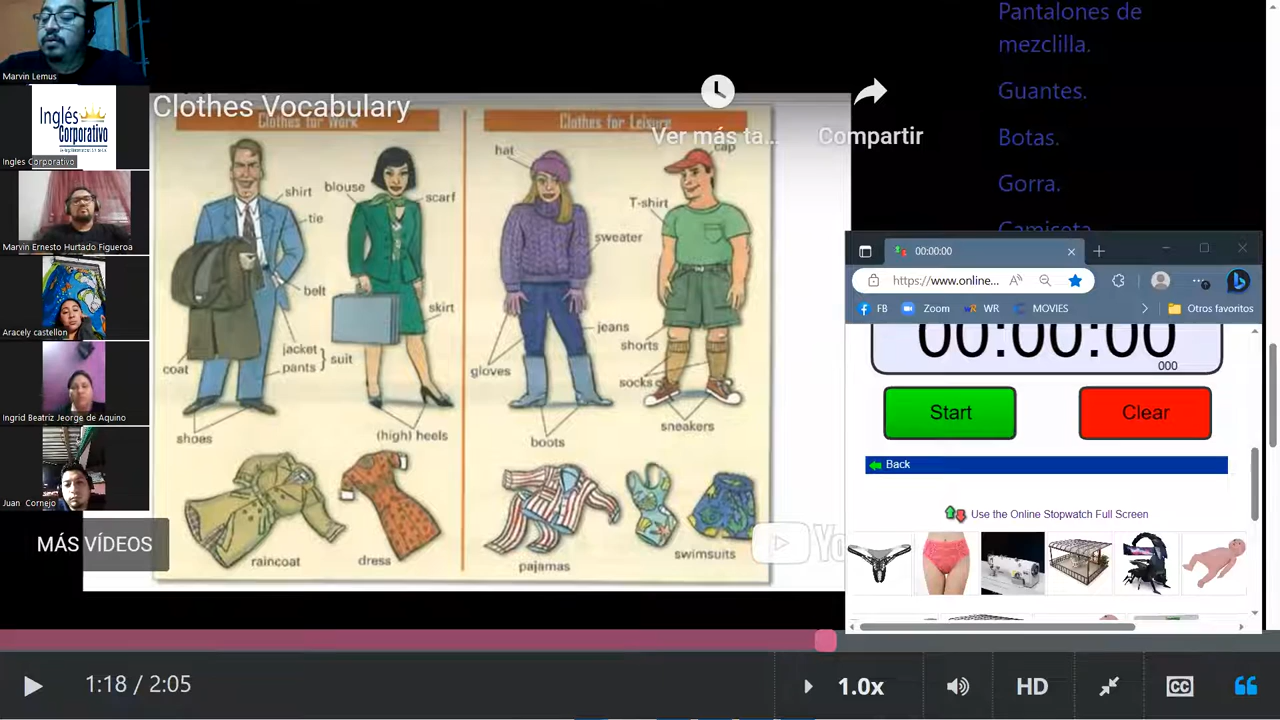 Marvin Lemus
Inglés
Corporativo
Ingles Corporativo
Marvin Ernesto Hurtado Figueroa
Aracely castellon
Ingrid Beatriz Jeorge de Aquino
Juan Cornejo
MÁS VÍDEOS
Clothes Vocabulary
Ver más ta...
Compartir
Clothes for Work
Clothes for Leisure
shirt
blouse
scarf
tie
belt
skirt
jacket
pants
suit
coat
shoes
(high) heels
raincoat
dress
hat
cap
T-shirt
sweater
jeans
shorts
gloves
socks
boots
sneakers
pajamas
swimsuits
Pantalones de
mezclilla.
Guantes.
Botas.
Gorra.
Camiseta
00:00:00
https://www.online...
FB
Zoom
WR
MOVIES
Otros favoritos
00:00:00
000
Start
Clear
Back
Use the Online Stopwatch Full Screen
1:18 / 2:05
1.0x
HD
CC